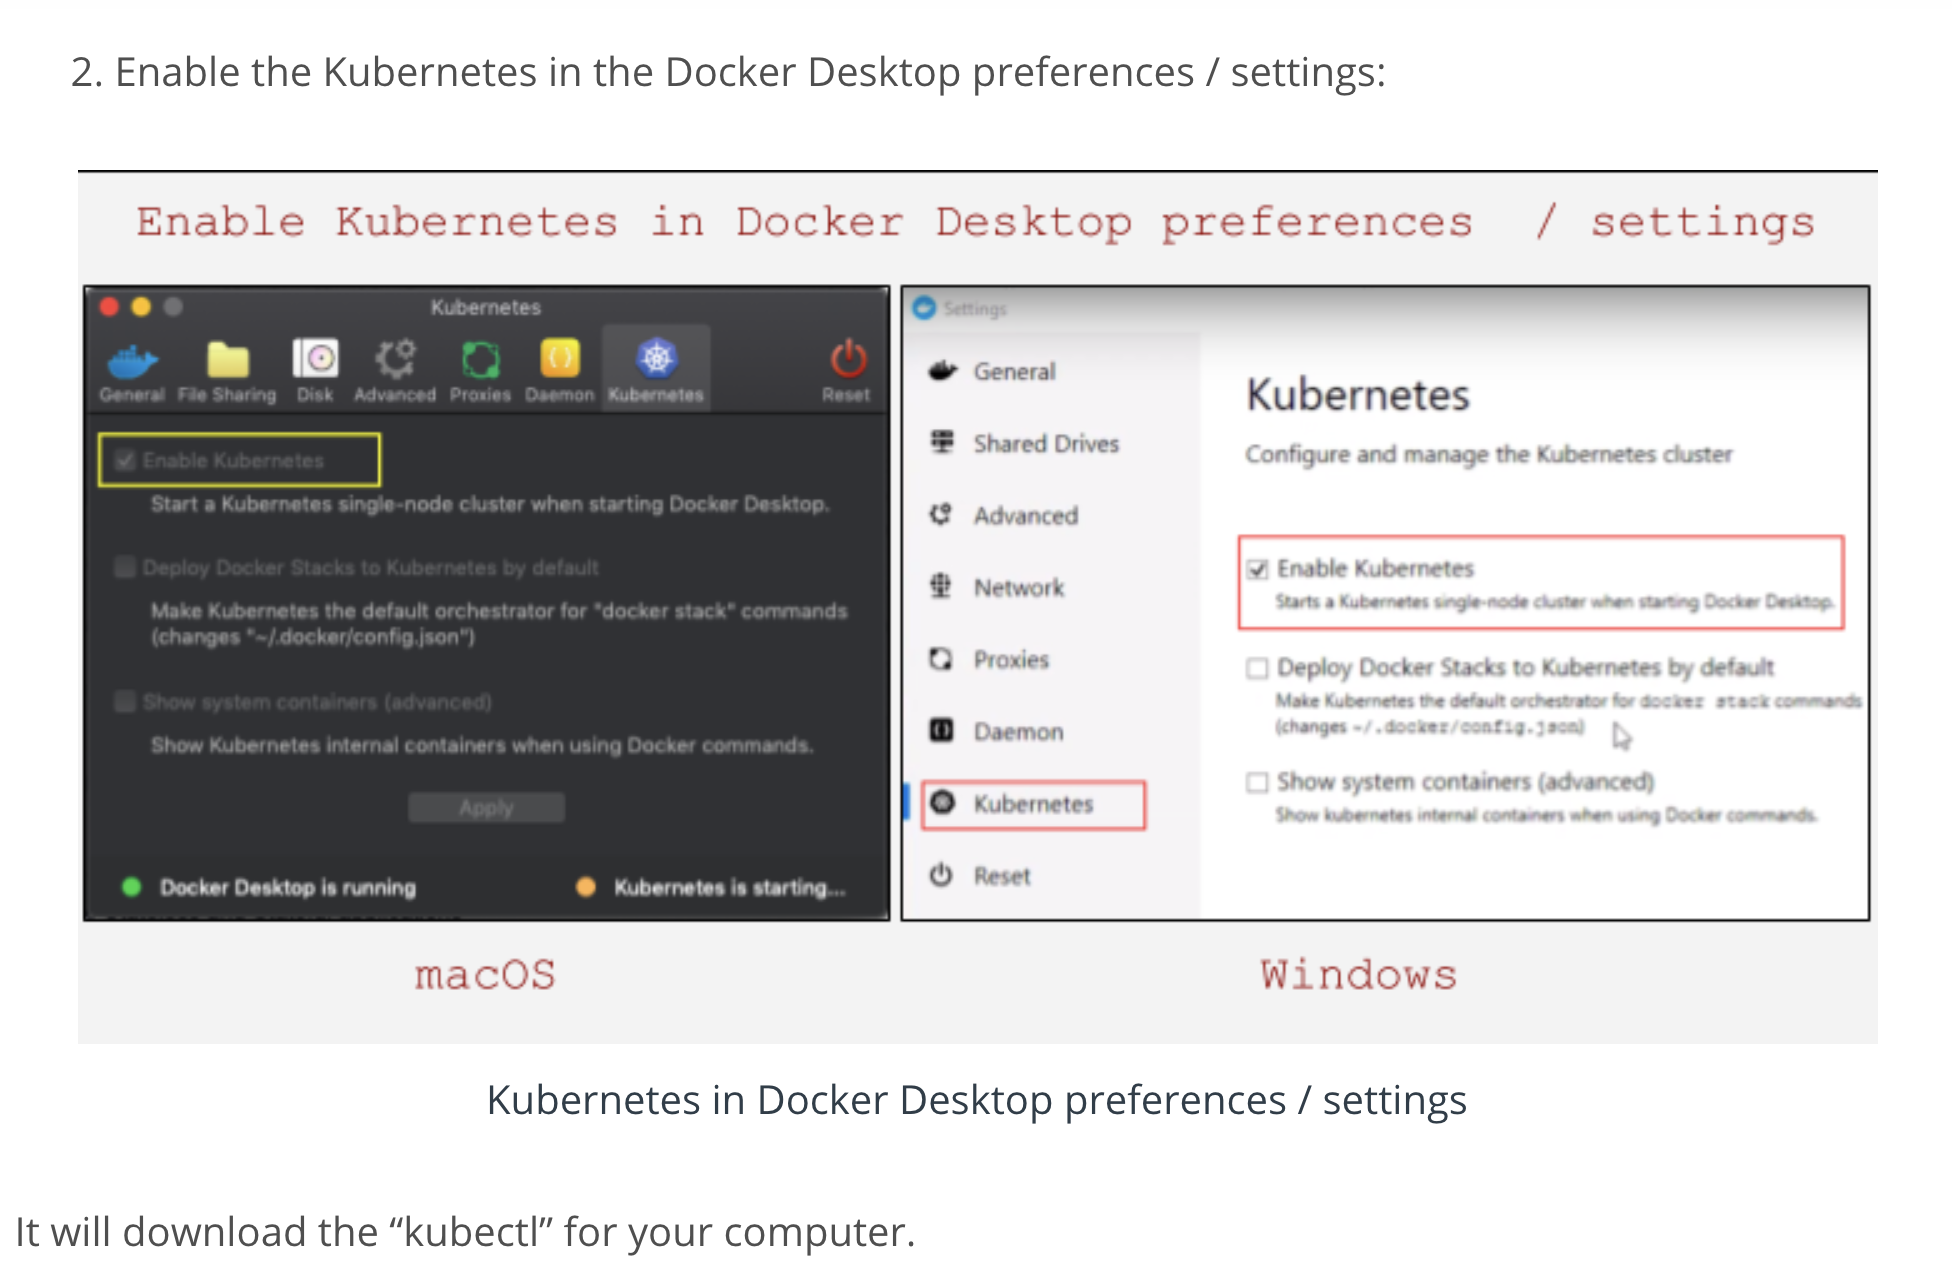 2. Enable the Kubernetes in the Docker Desktop preferences / settings:
Enable Kubernetes in Docker Desktop preferences / settings
Kubernetes
General File Sharing Disk Advanced Proxies Daemon Kubernetes Reset
Enable Kubernetes
Start a Kubernetes single-node cluster when starting Docker Desktop.
Deploy Docker Stacks to Kubernetes by default
Make Kubernetes the default orchestrator for "docker stack" commands
(changes "~/.docker/config.json")
Show system containers (advanced)
Show Kubernetes internal containers when using Docker commands.
Apply
Docker Desktop is running
Kubernetes is starting...
Settings
General
Shared Drives
Advanced
Network
Proxies
Daemon
Kubernetes
Reset
Kubernetes
Configure and manage the Kubernetes cluster
Enable Kubernetes
Starts a Kubernetes single-node cluster when starting Docker Desktop.
Deploy Docker Stacks to Kubernetes by default
Make Kubernetes the default orchestrator for docker stack commands
(changes ~/.docker/config.json)
Show system containers (advanced)
Show kubernetes internal containers when using Docker commands.
macOS
Windows
Kubernetes in Docker Desktop preferences / settings
It will download the “kubectl” for your computer.